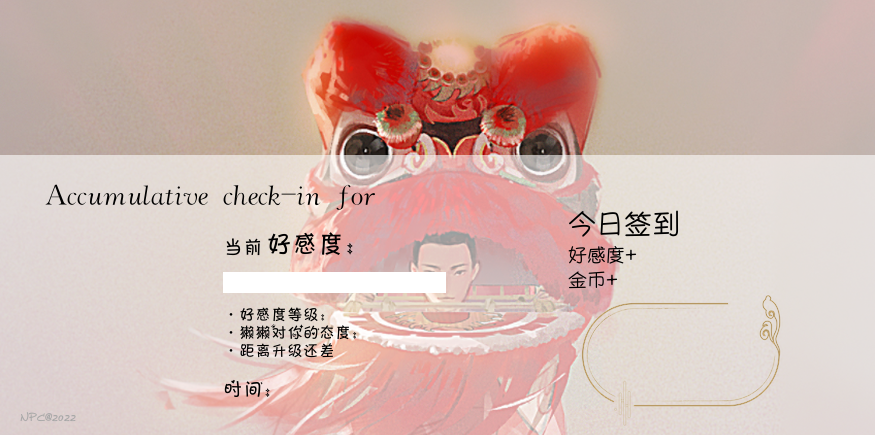 Accumulative check-in for
当前 好感度：
· 好感度等级：
· 獭獭对你的态度：
· 距离升级还差
时间：
今日签到
好感度+
金币+
NPC@2022